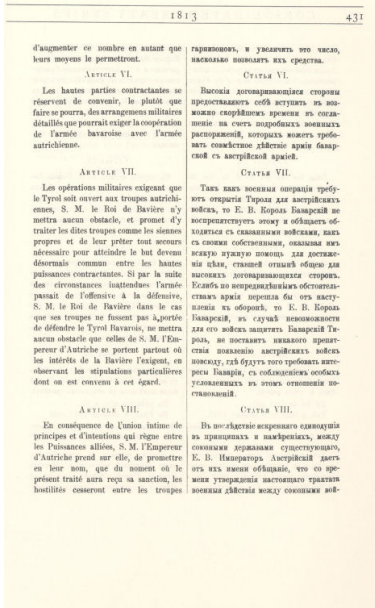 1813
431
d'augmenter ce nombre en autant que
leurs moyens le permettront.
ARTICLE VI.
Les hautes parties contractantes se
réservent de convenir, le plutôt que
faire se pourra, des arrangemens militaires
détaillés que pourrait exiger la coopération
de l'armée bavaroise avec l'armée
autrichienne.
ARTICLE VII.
Les opérations militaires exigeant que
le Tyrol soit ouvert aux troupes autrichi-
ennes, S. M. le Roi de Bavière n'y
mettra aucun obstacle, et promet d'y
traiter les dites troupes comme les siennes
propres et de leur prêter tout secours
nécessaire pour atteindre le but devenu
désormais commun entre les hautes
puissances contractantes. Si par la suite
des circonstances inattendues l'armée
passait de l'offensive à la défensive,
S. M. le Roi de Bavière dans le cas
que ses troupes ne fussent pas à portée
de défendre le Tyrol Bavarois, ne mettra
aucun obstacle que celles de S. M. l'Em-
pereur d'Autriche se portent partout où
les intérêts de la Bavière l'exigent, en
observant les stipulations particulières
dont on est convenu à cet égard.
ARTICLE VIII.
En conséquence de l'union intime de
principes et d'intentions qui règne entre
les Puissances alliées, S. M. l'Empereur
d'Autriche prend sur elle, de promettre
en leur nom, que du moment où le
présent traité aura reçu sa sanction, les
hostilités cesseront entre les troupes
гарнизоновъ, и увеличить это число,
насколько позволятъ ихъ средства.
СТАТЬЯ VI.
Высокія договаривающіяся стороны
предоставляютъ себѣ вступить въ воз-
можно скорѣйшемъ времени въ согла-
шеніе на счетъ подробныхъ военныхъ
распоряженій, которыхъ можетъ требо-
вать совмѣстное дѣйствіе арміи бавар-
ской съ австрійской арміей.
СТАТЬЯ VII.
Такъ какъ военныя операціи требу-
ютъ открытія Тироля для австрійскихъ
войскъ, то Е. В. Король Баварскій не
воспрепятствуетъ этому и обѣщаетъ об-
ходиться съ сказанными войсками, какъ
съ своими собственными, оказывая имъ
всякую нужную помощь для достиже-
нія цѣли, ставшей отнынѣ общею для
высокихъ договаривающихся сторонъ.
Еслибъ по непредвидѣннымъ обстоятель-
ствамъ армія перешла бы отъ насту-
пленія къ оборонѣ, то Е. В. Король
Баварскій, въ случаѣ невозможности
для его войскъ защитить Баварскій Ти-
роль, не поставитъ никакого препят-
ствія появленію австрійскихъ войскъ
повсюду, гдѣ будутъ того требовать инте-
ресы Баваріи, съ соблюденіемъ особыхъ
условленныхъ въ этомъ отношеніи по-
становленій.
СТАТЬЯ VIII.
Въ послѣдствіе искренняго единодушія
въ принципахъ и намѣреніяхъ, между
союзными державами существующаго,
Е. В. Императоръ Австрійскій даетъ
отъ ихъ имени обѣщаніе, что со вре-
мени утвержденія настоящаго трактата
военныя дѣйствія между союзными вой-